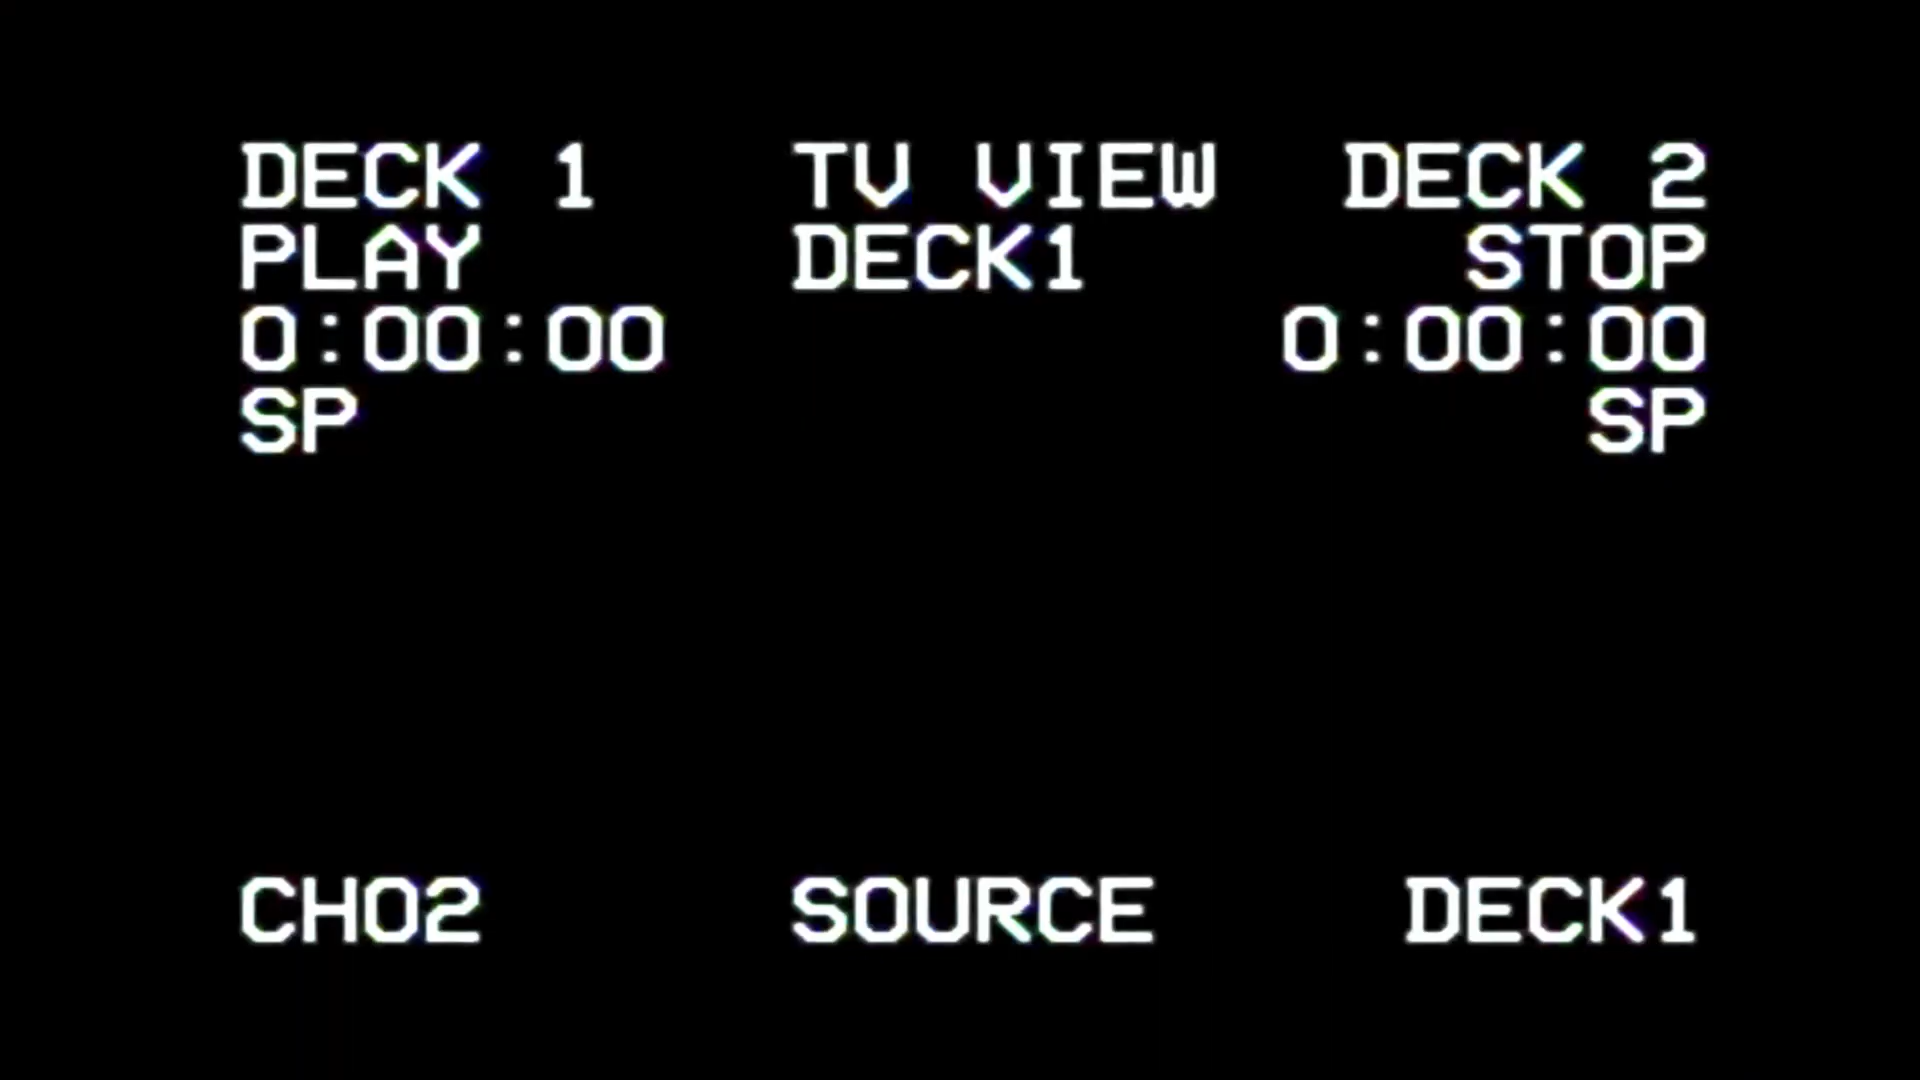 DECK 1 TV VIEW DECK 2
PLAY DECK1 STOP
0:00:00 0:00:00
SP SP
CH02 SOURCE DECK1